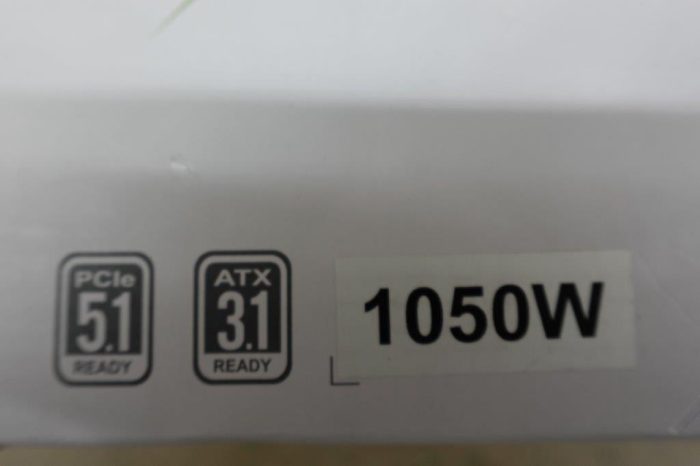 PCIe
5.1
READY
ATX
3.1
READY
1050W